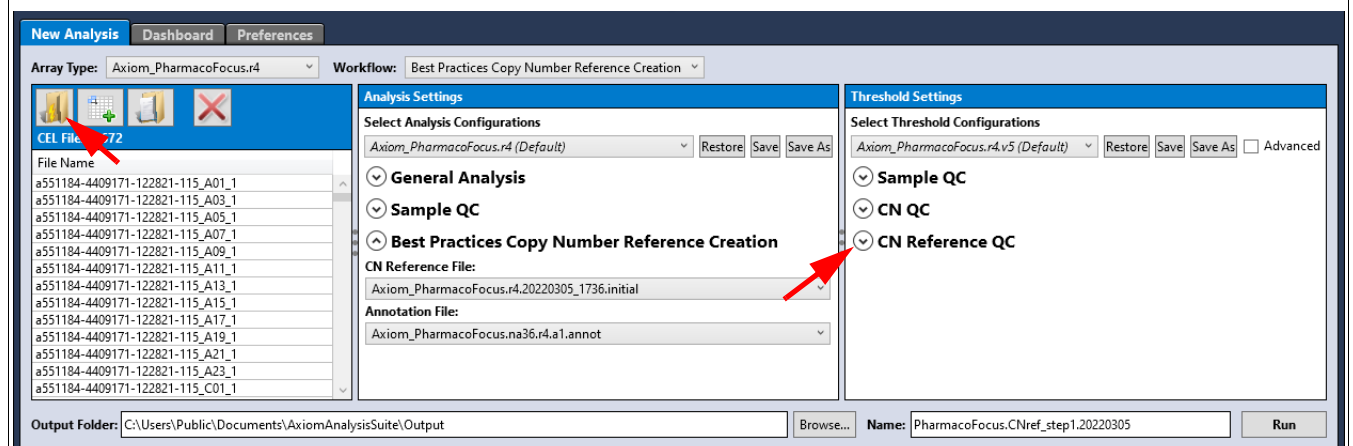 New Analysis Dashboard Preferences
Array Type: Axiom_PharmacoFocus.r4 Workflow: Best Practices Copy Number Reference Creation
Analysis Settings
Threshold Settings
Select Analysis Configurations
Select Threshold Configurations
CEL File 72
Axiom_PharmacoFocus.r4 (Default) Restore Save Save As
Axiom_PharmacoFocus.r4.v5 (Default) Restore Save Save As Advanced
File Name
a551184-4409171-122821-115_A01_1
a551184-4409171-122821-115_A03_1
a551184-4409171-122821-115_A05_1
a551184-4409171-122821-115_A07_1
a551184-4409171-122821-115_A09_1
a551184-4409171-122821-115_A11_1
a551184-4409171-122821-115_A13_1
a551184-4409171-122821-115_A15_1
a551184-4409171-122821-115_A17_1
a551184-4409171-122821-115_A19_1
a551184-4409171-122821-115_A21_1
a551184-4409171-122821-115_A23_1
a551184-4409171-122821-115_C01_1
General Analysis
Sample QC
Best Practices Copy Number Reference Creation
CN Reference File:
Axiom_PharmacoFocus.r4.20220305_1736.initial
Annotation File:
Axiom_PharmacoFocus.na36.r4.a1.annot
Sample QC
CN QC
CN Reference QC
Output Folder: C:\Users\Public\Documents\AxiomAnalysisSuite\Output Browse... Name: PharmacoFocus.CNref_step1.20220305 Run